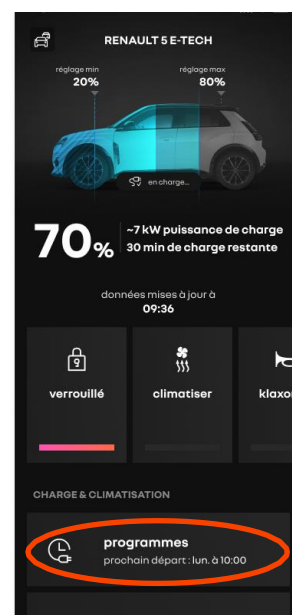 RENAULT 5 E-TECH
réglage min
20%
réglage max
80%
en charge...
70%
~7 kW puissance de charge
30 min de charge restante
données mises à jour à
09:36
verrouillé
climatiser
CHARGE & CLIMATISATION
programmes
prochain départ : lun. à 10:00